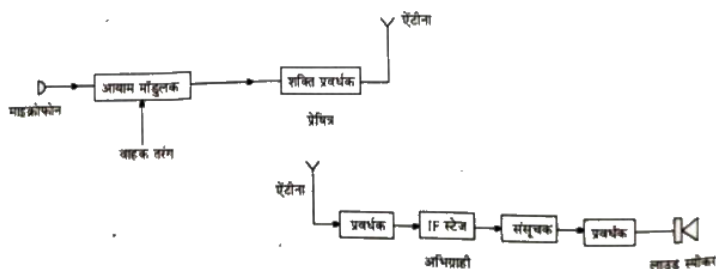 ऐंटीना
माइक्रोफोन
आयाम मॉडुलक
शक्ति प्रवर्धक
प्रेषित्र
वाहक तरंग
ऐंटीना
प्रवर्धक
IF स्टेज
संसूचक
प्रवर्धक
अभिग्राही
लाउड स्पीकर